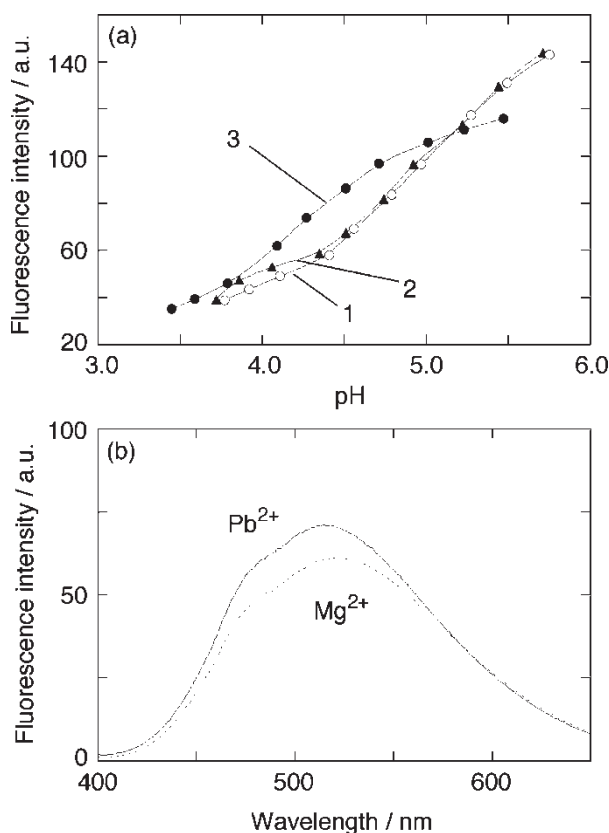 (a)
Fluorescence intensity / a.u.
140
100
60
20
3
2
1
3.0
4.0
5.0
6.0
pH
(b)
Fluorescence intensity / a.u.
100
50
0
Pb2+
Mg2+
400
500
600
Wavelength / nm